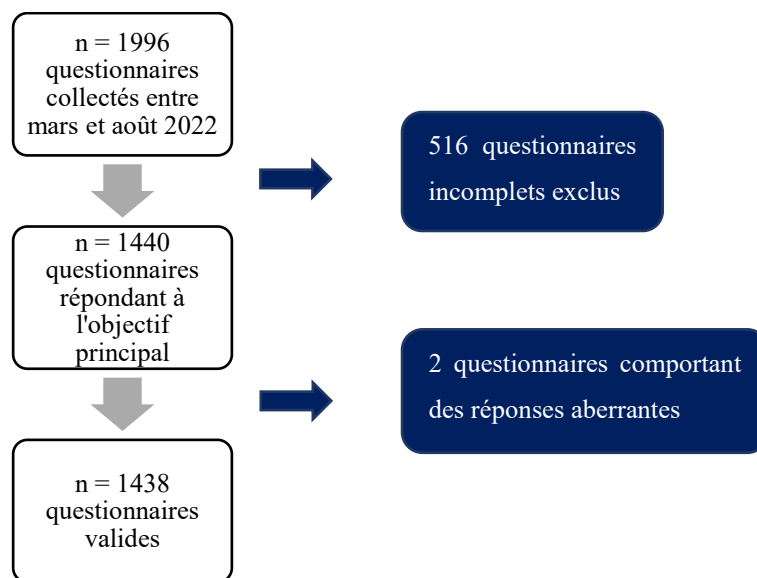 n = 1996
questionnaires
collectés entre
mars et août 2022
516 questionnaires
incomplets exclus
n = 1440
questionnaires
répondant à
l'objectif
principal
2 questionnaires comportant
des réponses aberrantes
n = 1438
questionnaires
valides